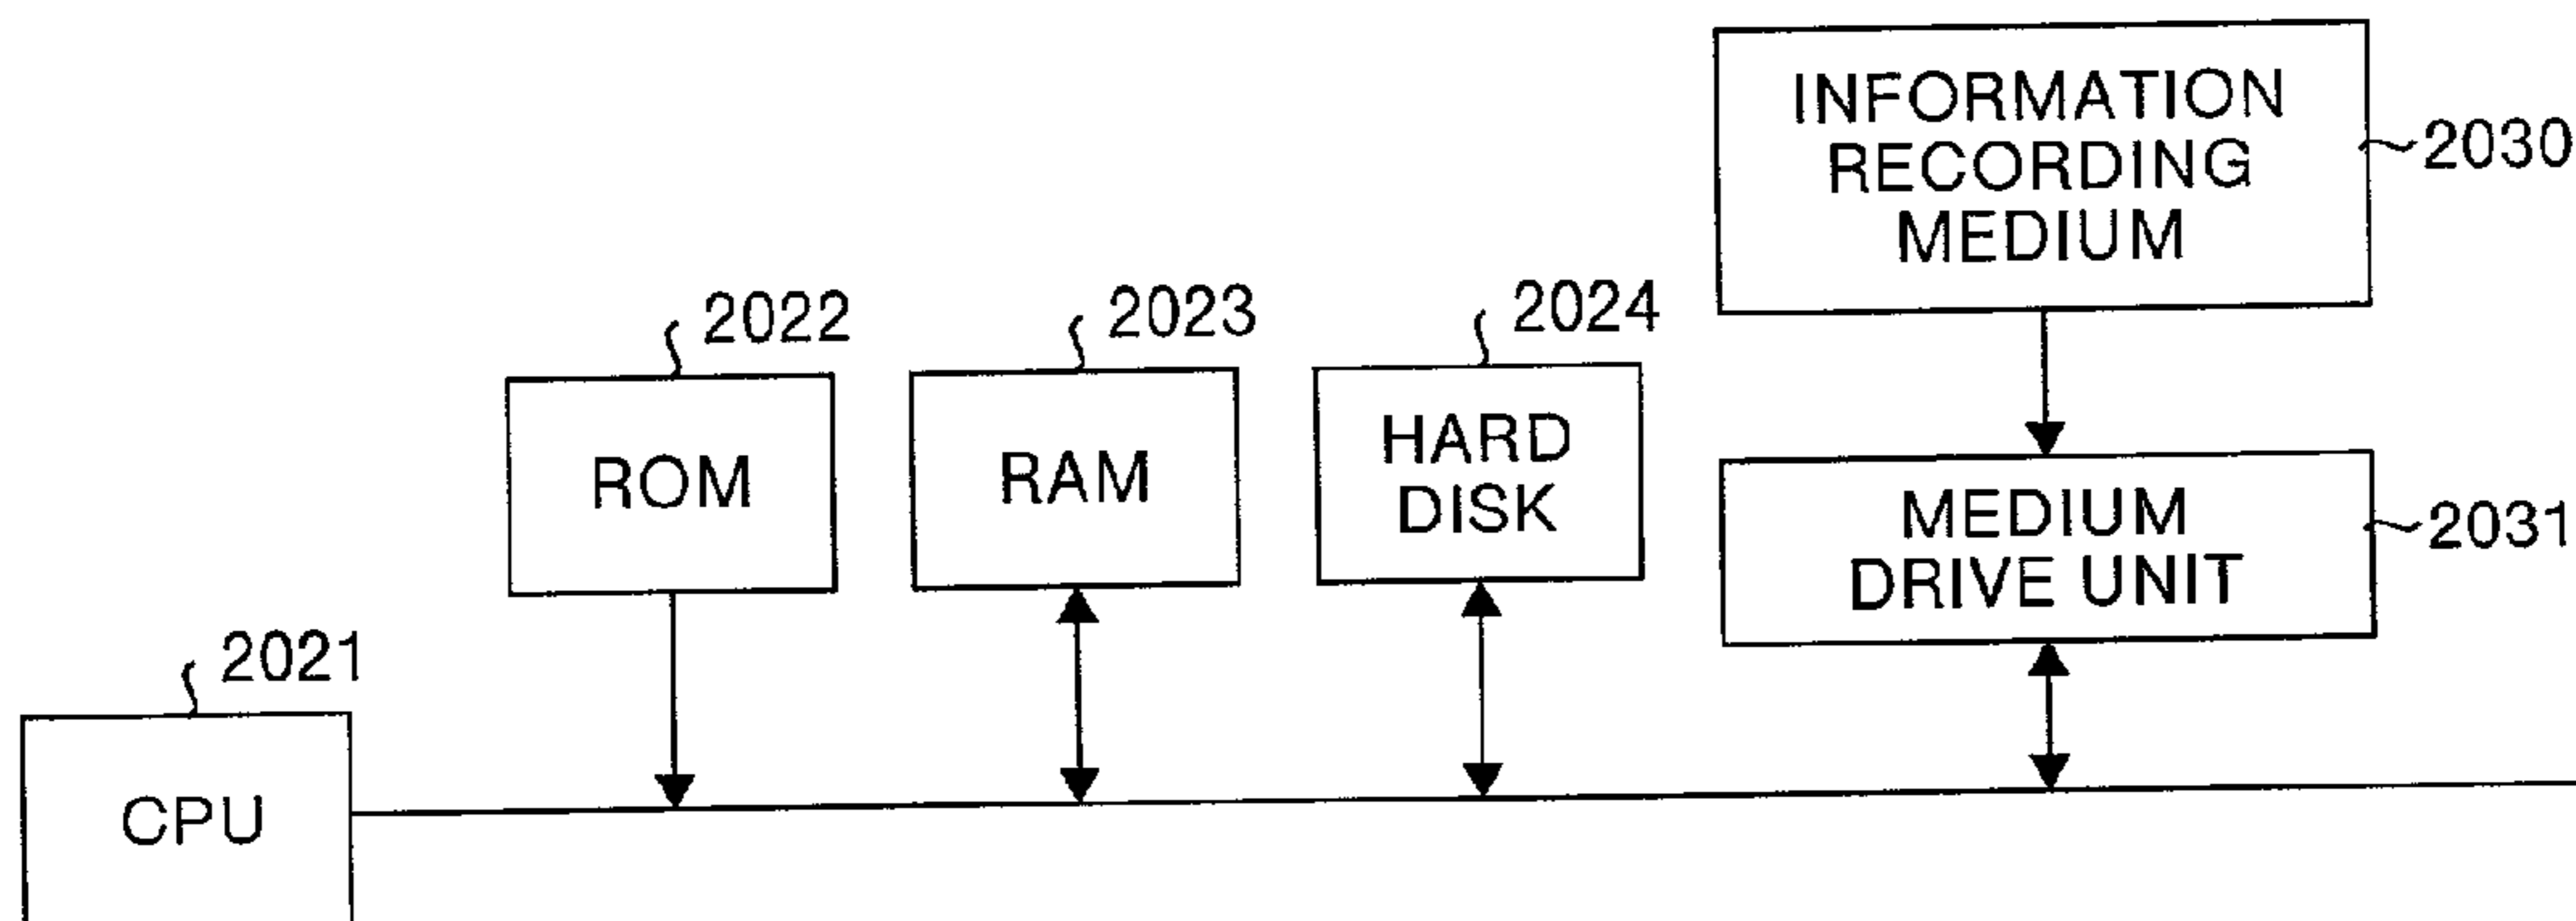 INFORMATION
RECORDING
MEDIUM
2030
2022
2023
2024
ROM
RAM
HARD
DISK
MEDIUM
DRIVE UNIT
2031
2021
CPU